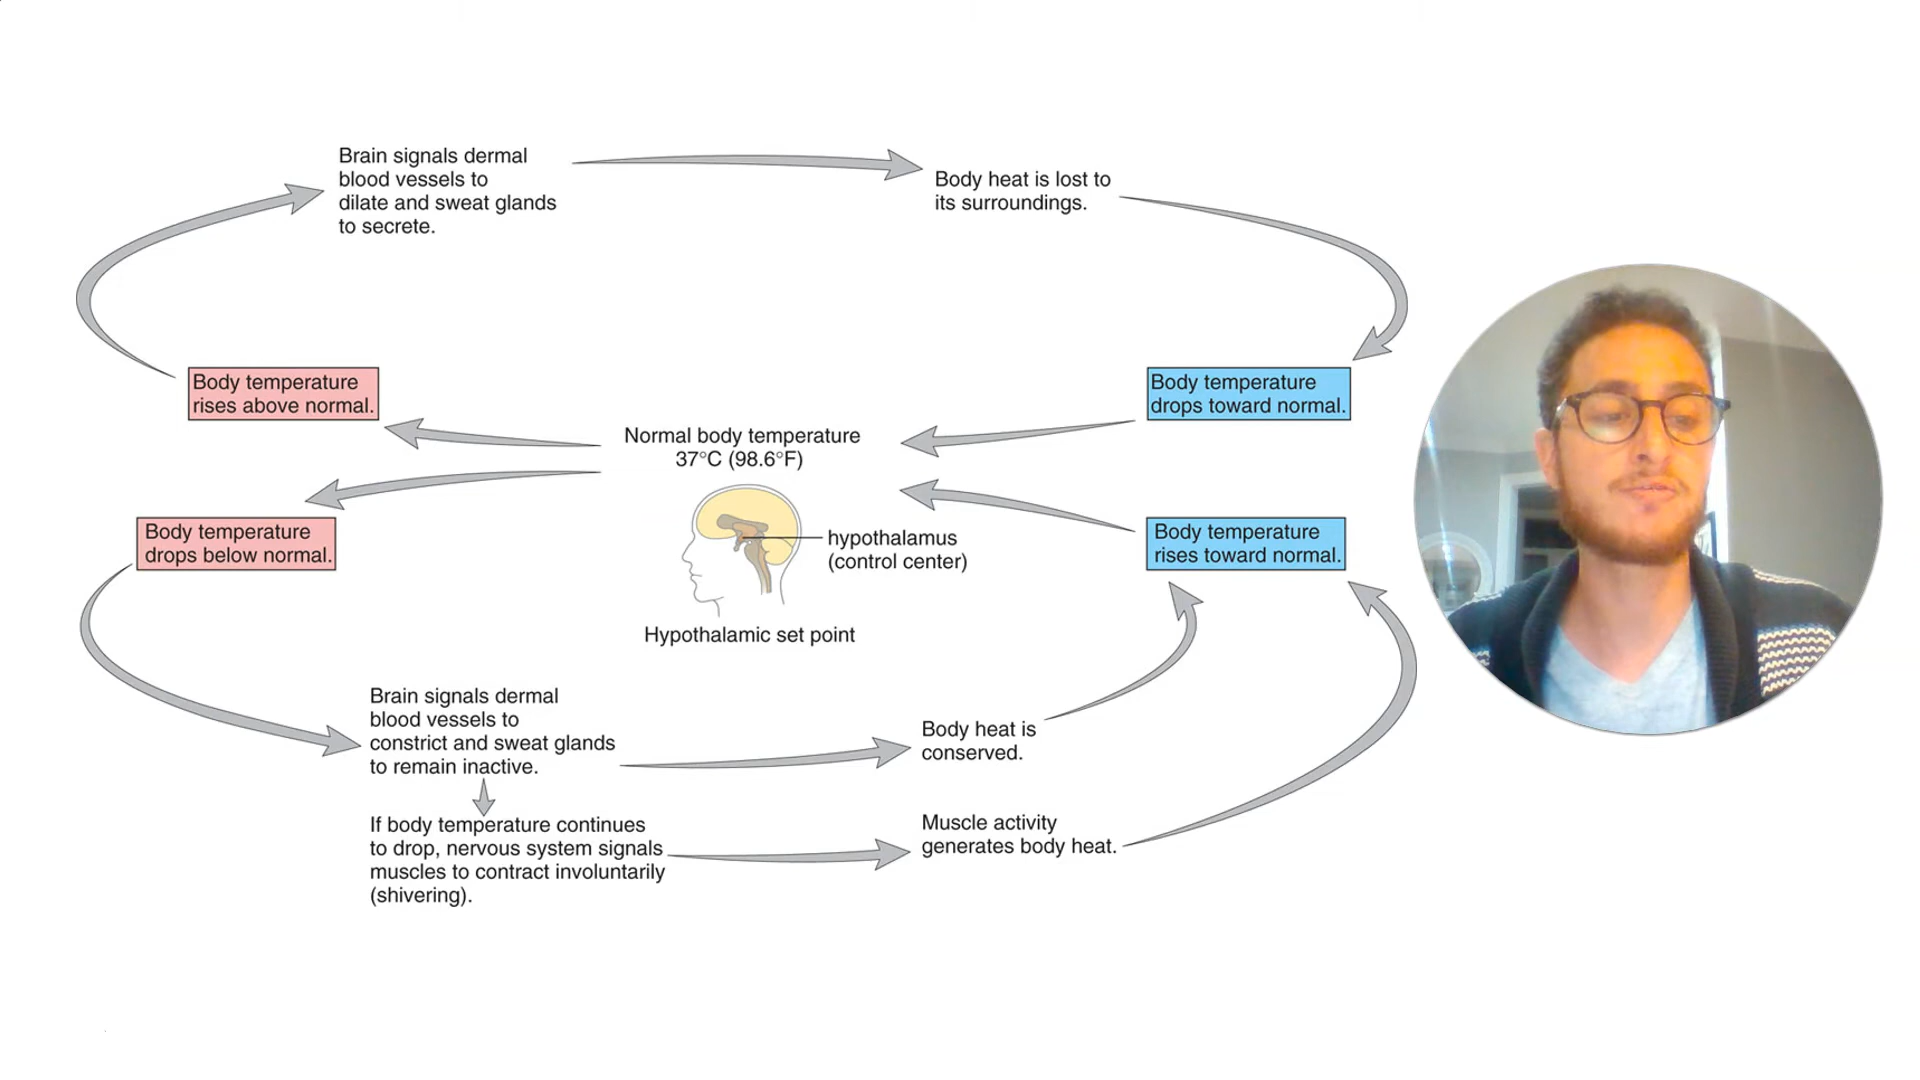 Brain signals dermal
blood vessels to
dilate and sweat glands
to secrete.
Body heat is lost to
its surroundings.
Body temperature
rises above normal.
Body temperature
drops toward normal.
Normal body temperature
37°C (98.6°F)
Body temperature
drops below normal.
hypothalamus
(control center)
Body temperature
rises toward normal.
Hypothalamic set point
Brain signals dermal
blood vessels to
constrict and sweat glands
to remain inactive.
Body heat is
conserved.
If body temperature continues
to drop, nervous system signals
muscles to contract involuntarily
(shivering).
Muscle activity
generates body heat.